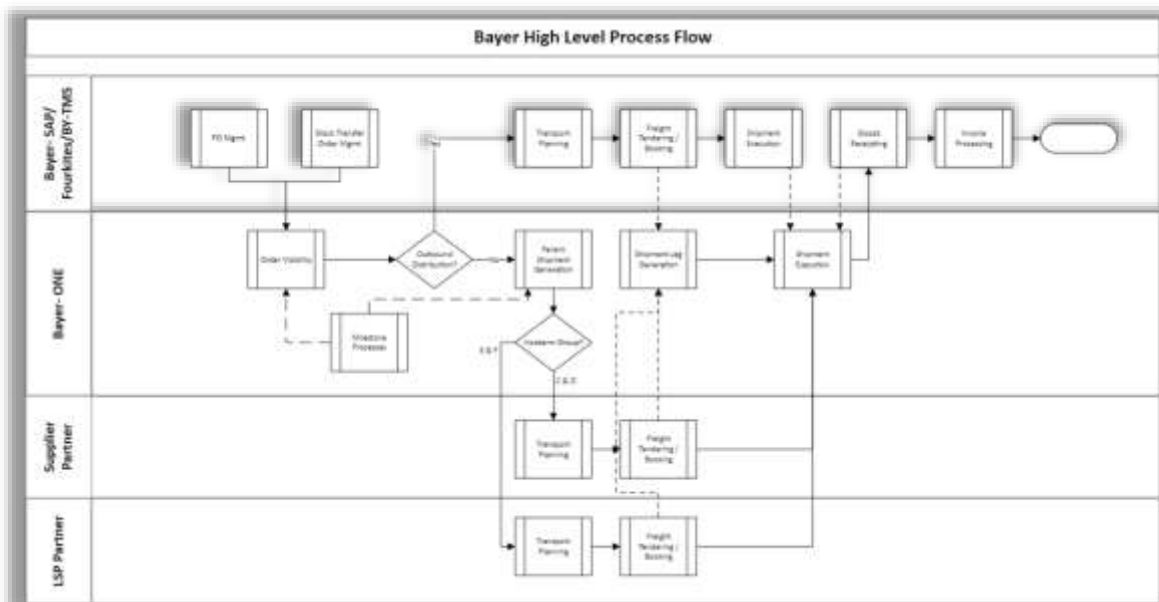 Bayer High Level Process Flow
Bayer- SAP/
Fourkites/BY-TMS
PO Mgmt
Stock Transfer
Order Mgmt
Transport
Planning
Freight
Tendering /
Booking
Shipment
Execution
Goods
Receipting
Invoice
Processing
Bayer- ONE
Order Visibility
Outbound
Distribution?
Parent
Shipment
Generation
Shipment Leg
Generation
Shipment
Execution
Milestone
Processes
Incoterm Group?
Supplier
Partner
Transport
Planning
Freight
Tendering /
Booking
LSP Partner
Transport
Planning
Freight
Tendering /
Booking